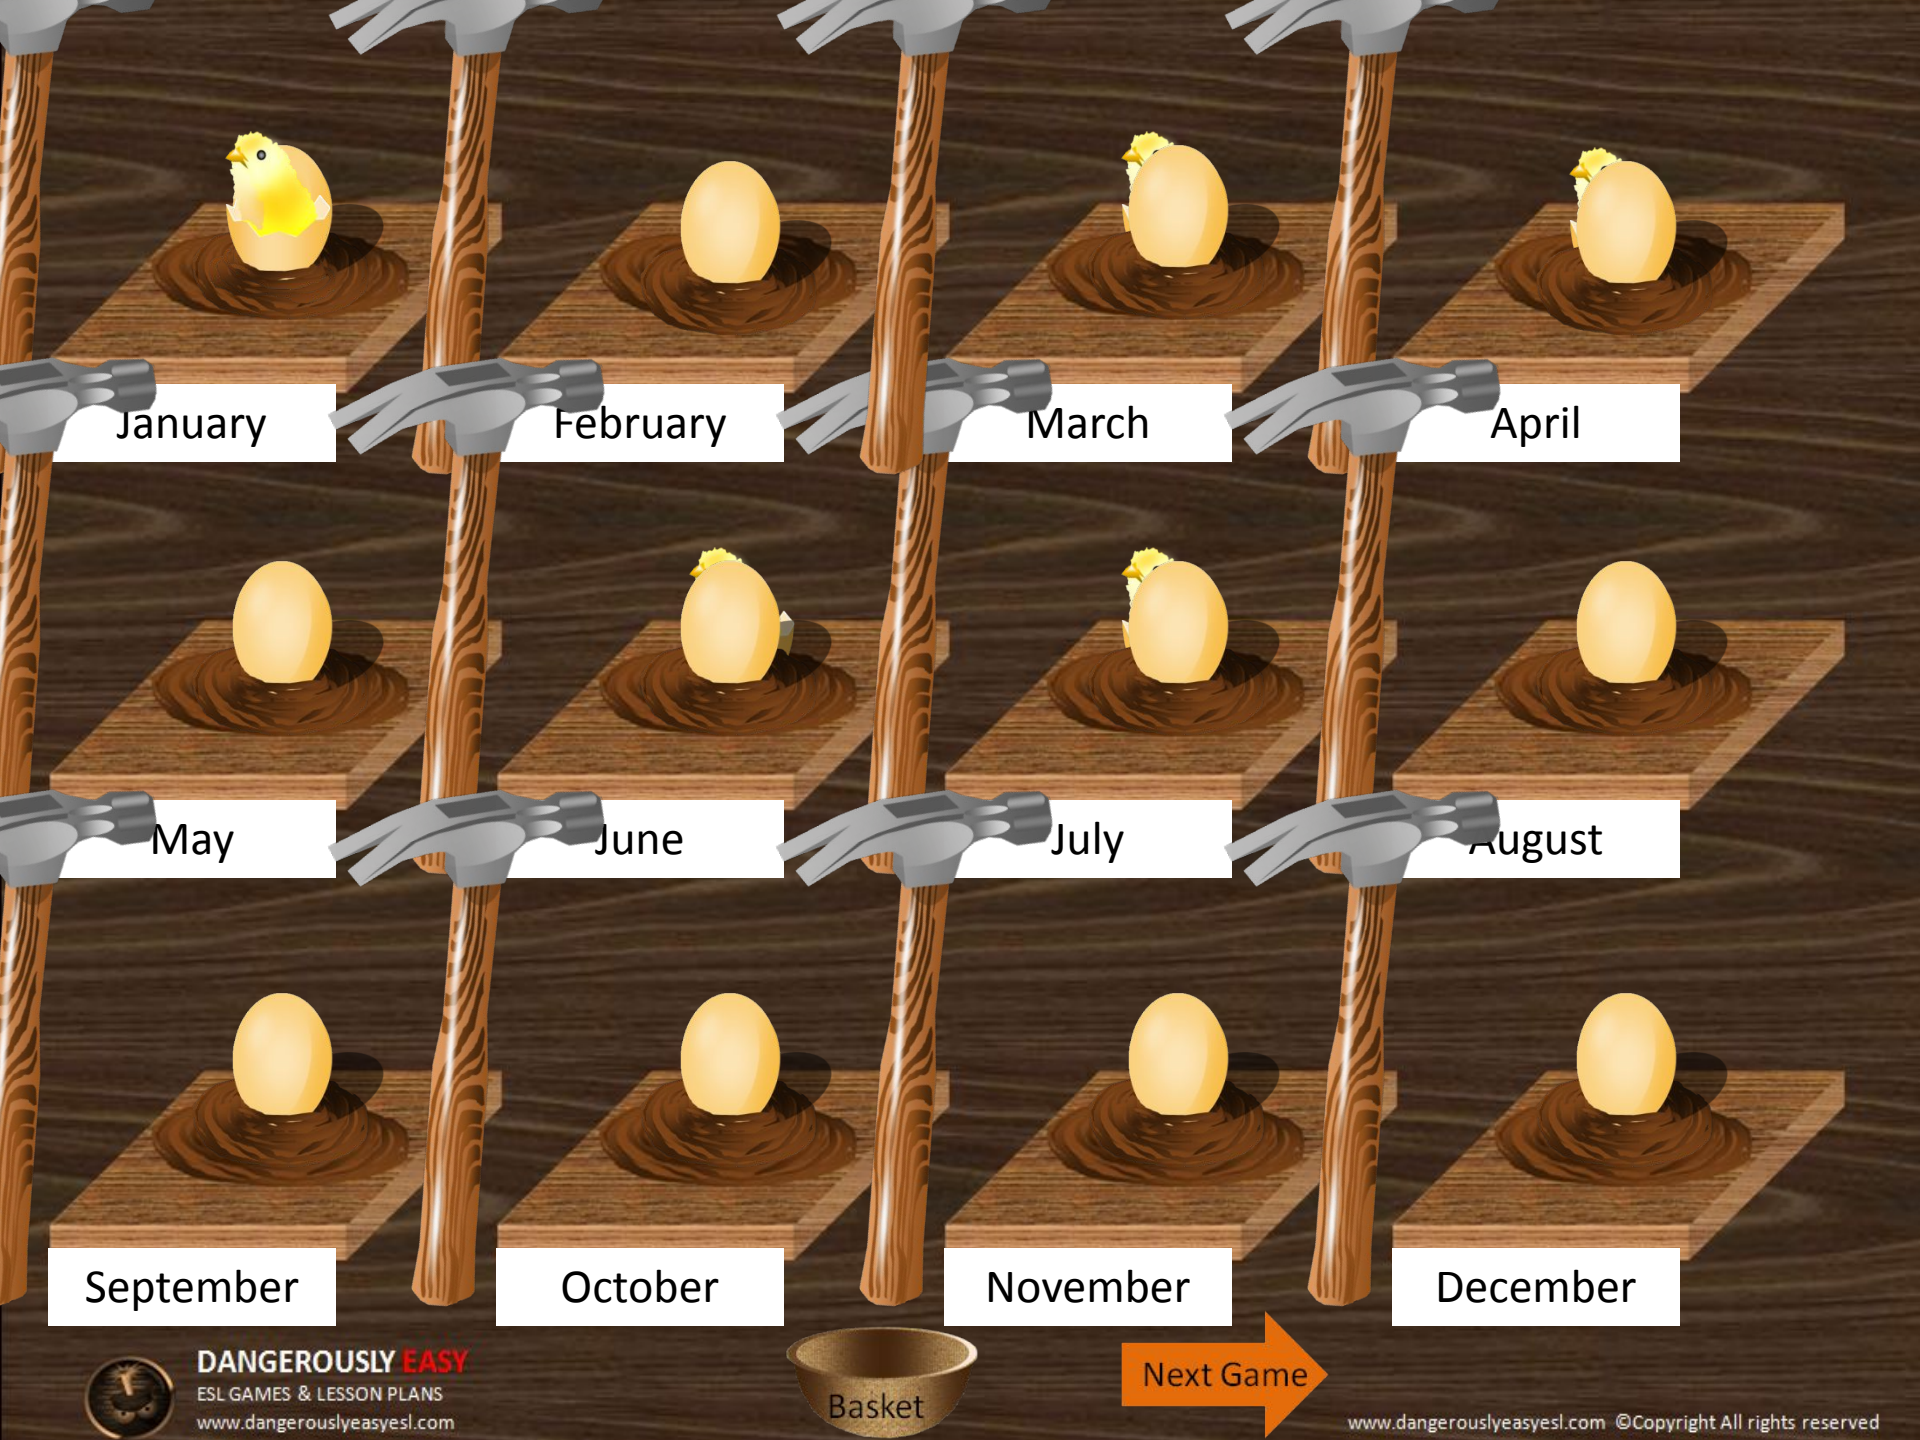 January
February
March
April
May
June
July
August
September
October
November
December
DANGEROUSLY EASY
ESL GAMES & LESSON PLANS
www.dangerouslyeasyesl.com
Basket
Next Game
www.dangerouslyeasyesl.com ©Copyright All rights reserved